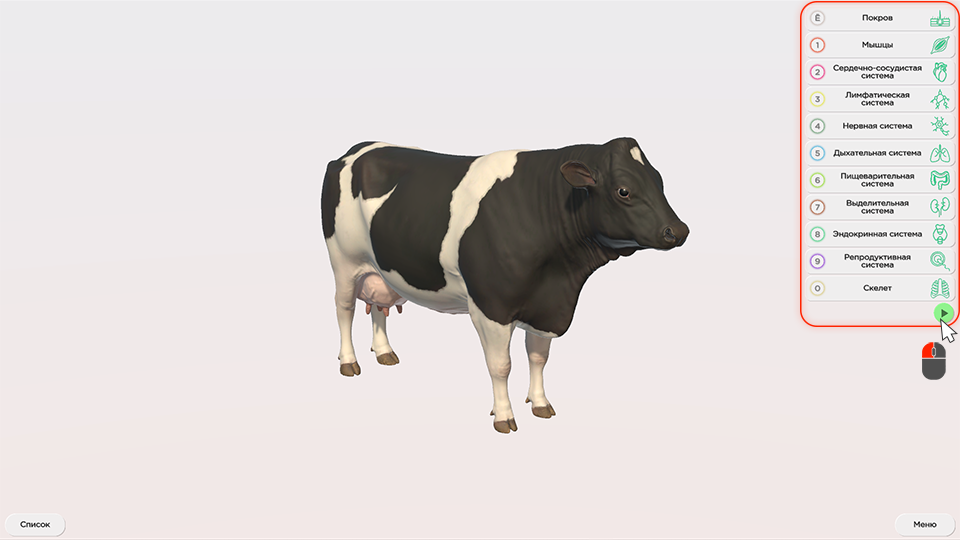 Ё Покров
1 Мышцы
2 Сердечно-сосудистая
система
3 Лимфатическая
система
4 Нервная система
5 Дыхательная система
6 Пищеварительная
система
7 Выделительная
система
8 Эндокринная система
9 Репродуктивная
система
0 Скелет
Список
Меню